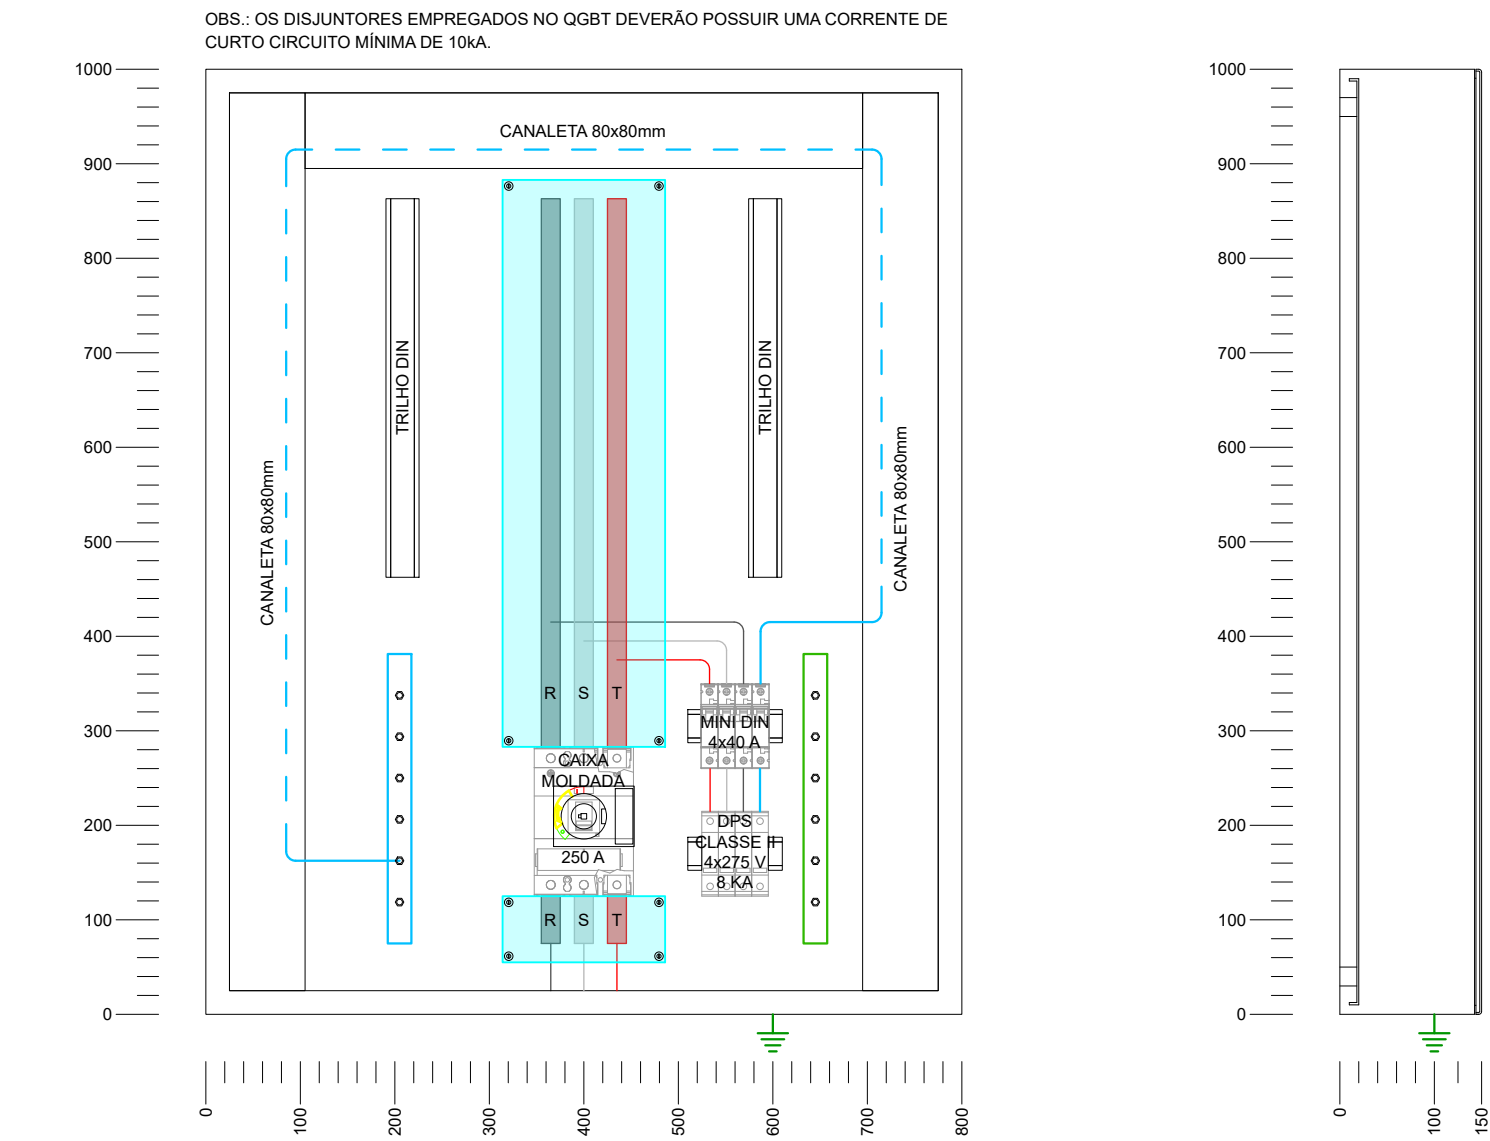 OBS.: OS DISJUNTORES EMPREGADOS NO QGBT DEVERÃO POSSUIR UMA CORRENTE DE
CURTO CIRCUITO MÍNIMA DE 10kA.
1000
900
800
700
600
500
400
300
200
100
0
CANALETA 80x80mm
TRILHO DIN
TRILHO DIN
CANALETA 80x80mm
CANALETA 80x80mm
R S T
MINI DIN
4x40 A
CAIXA
MOLDADA
250 A
DPS
CLASSE II
4x275 V
8 KA
R S T
0 100 200 300 400 500 600 700 800
1000
900
800
700
600
500
400
300
200
100
0
0 100 150